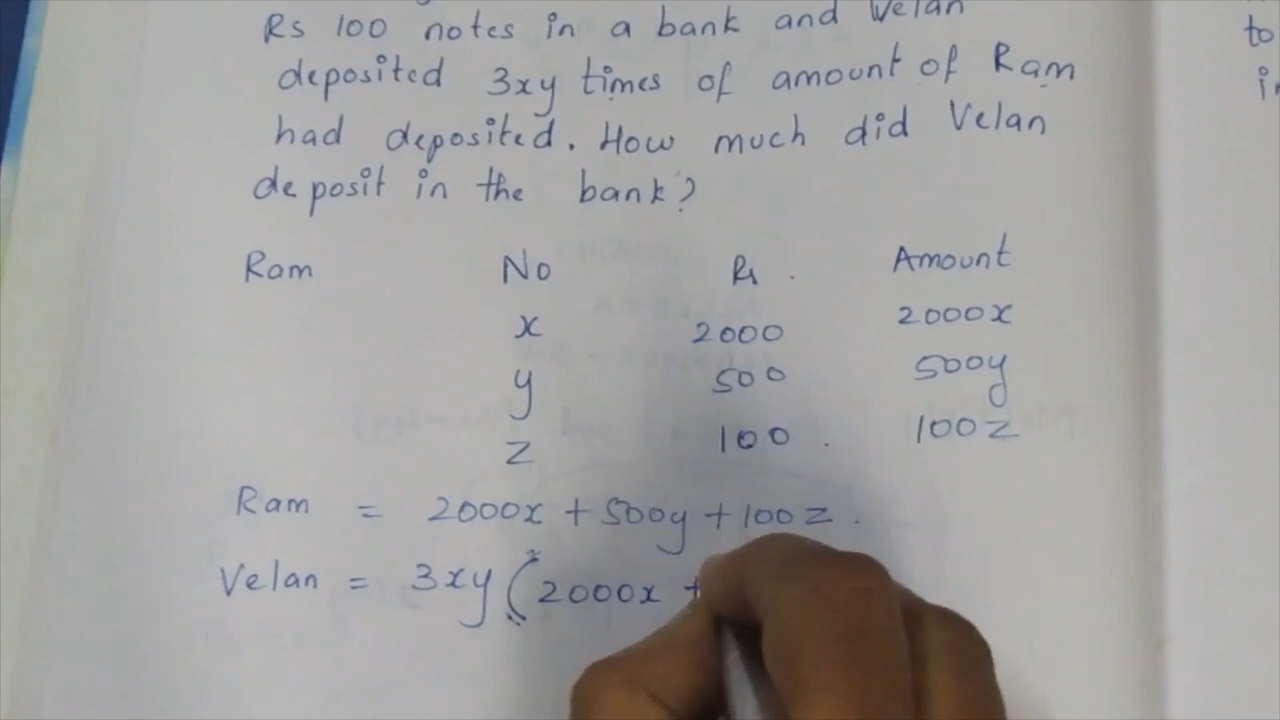 Rs 100 notes in a bank and Velan
deposited 3xy times of amount of Ram
had deposited. How much did Velan
deposit in the bank?
Ram No Rs. Amount
x 2000 2000x
y 500 500y
z 100. 100z
Ram = 2000x + 500y + 100z.
Velan = 3xy (2000x +
to